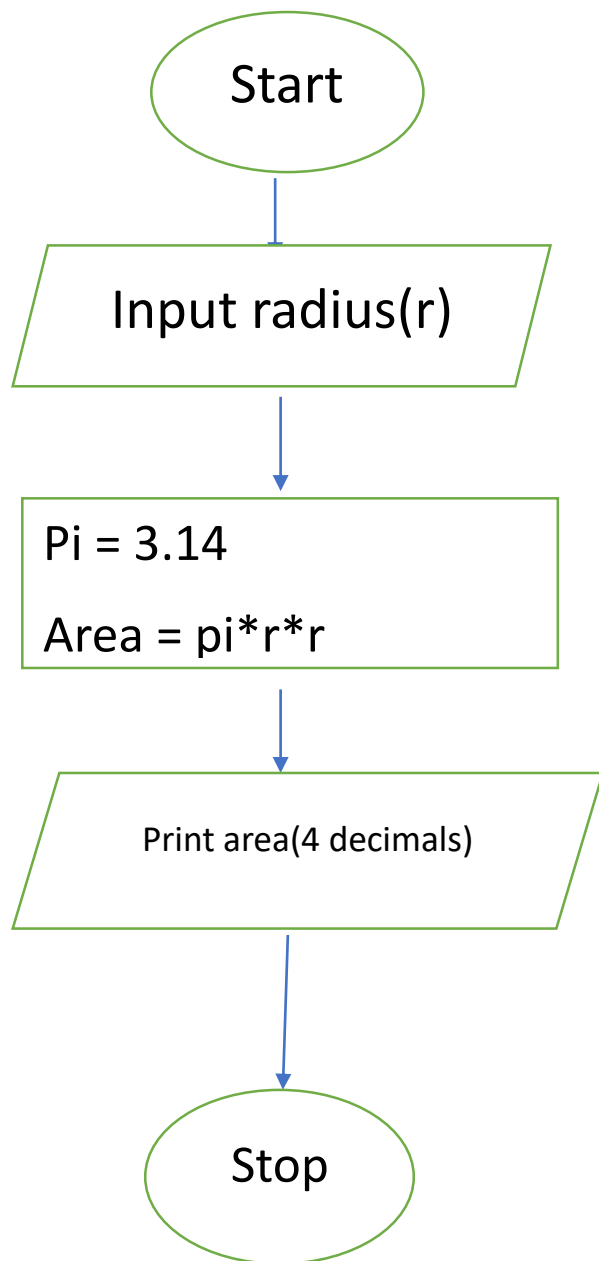 Start
Input radius(r)
Pi = 3.14
Area = pi*r*r
Print area(4 decimals)
Stop